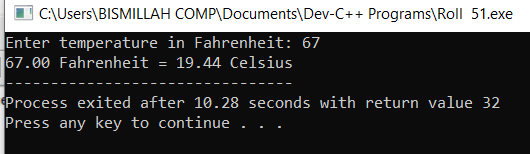 C:\Users\BISMILLAH COMP\Documents\Dev-C++ Programs\Roll  51.exe
Enter temperature in Fahrenheit: 67
67.00 Fahrenheit = 19.44 Celsius
--------------------------------
Process exited after 10.28 seconds with return value 32
Press any key to continue . . .